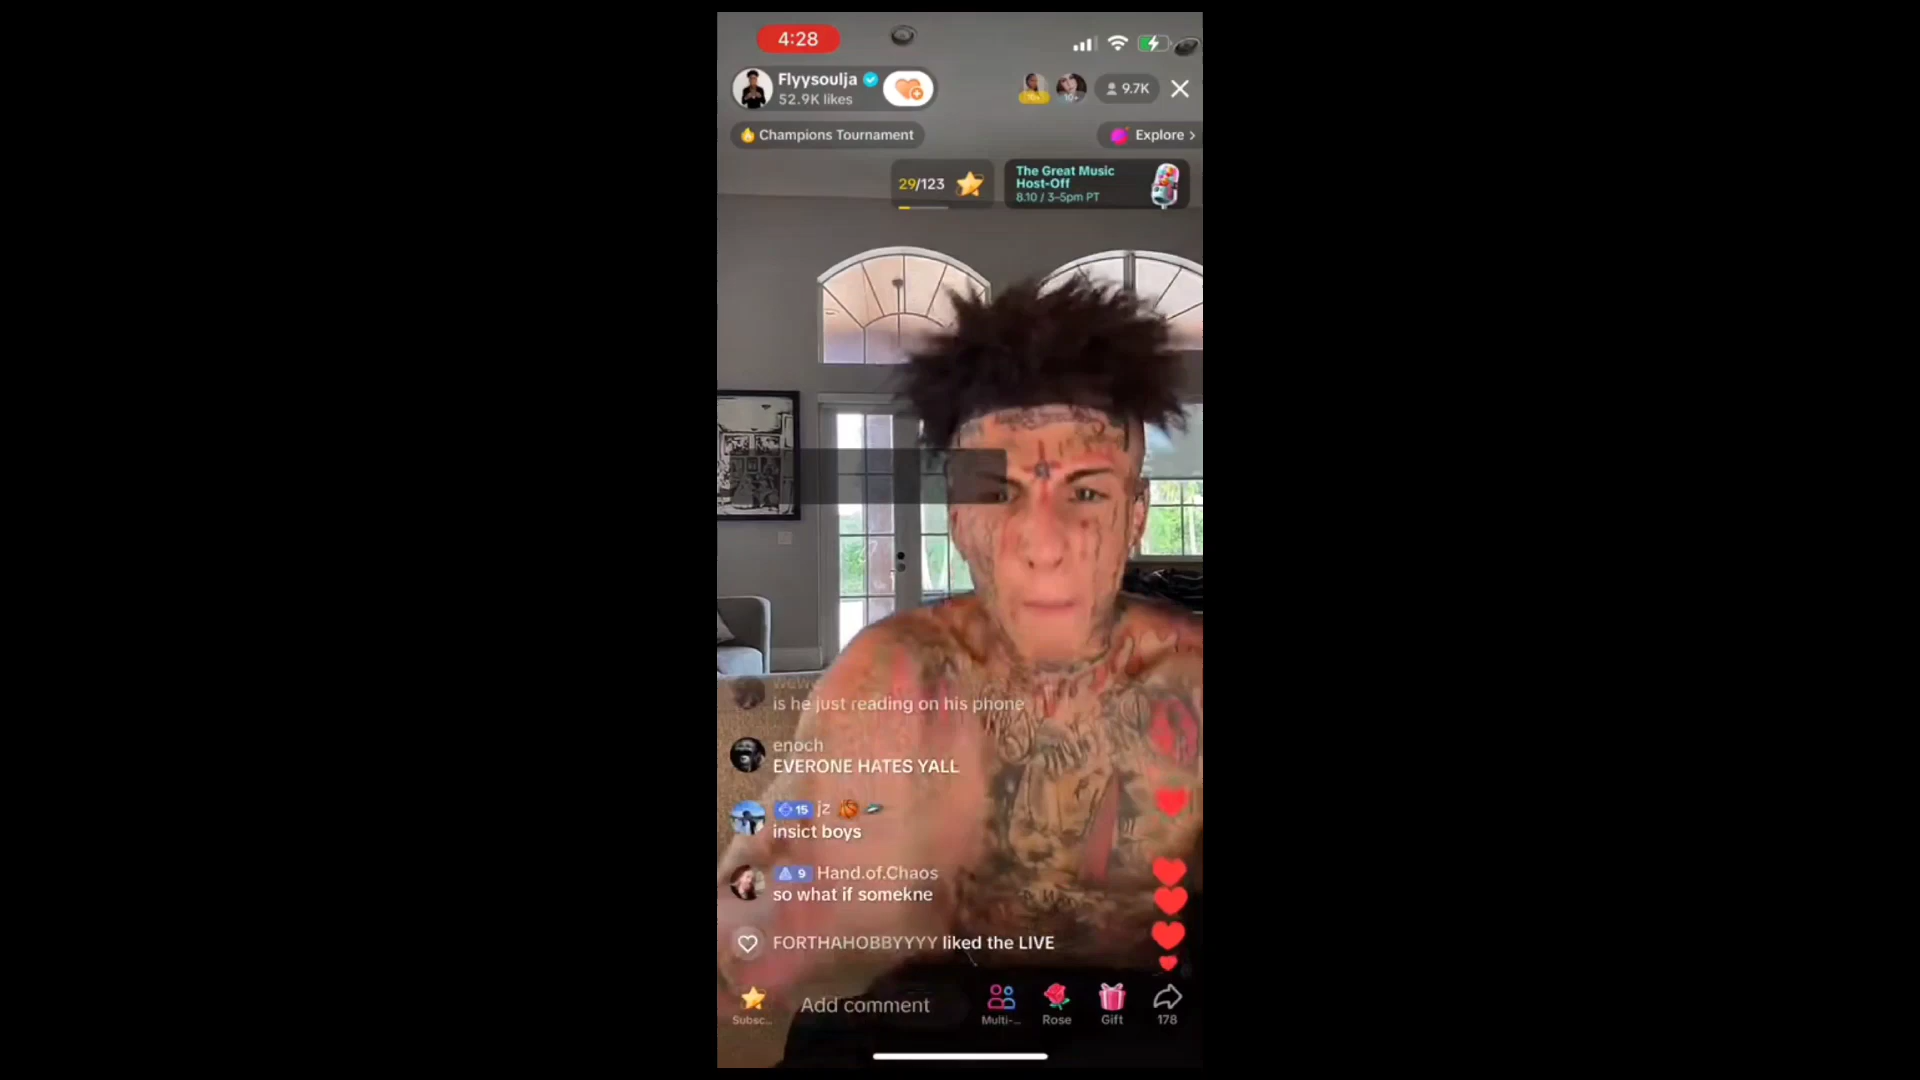 4:28
Flyysoulja
52.9K likes
9.7K
Champions Tournament
Explore >
29/123
The Great Music
Host-Off
8.10 / 3-5pm PT
is he just reading on his phone
enoch
EVERONE HATES YALL
15 jz
insict boys
9 Hand.of.Chaos
so what if somekne
FORTHAHOBBYYYY liked the LIVE
Subsc...
Add comment
Multi-...
Rose
Gift
178